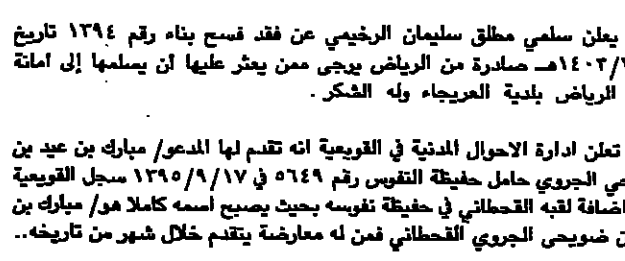 يعلن سلمي مطلق سليمان الرخيمي عن فقد فسح بناء رقم ١٣٩٤ تاريخ
/١٤٠٣هـ صادرة من الرياض يرجى ممن يعثر عليها أن يسلمها إلى امانة
الرياض بلدية العريجاء وله الشكر .
تعلن ادارة الاحوال المدنية في القويعية انه تقدم لها المدعو/ مبارك بن عيد بن
الجروي حامل حفيظة النفوس رقم ٥٦٤٩ في ١٣٩٥/٩/١٧ سجل القويعية
اضافة لقبه القحطاني في حفيظة نفوسه بحيث يصبح اسمه كاملا هو/ مبارك بن
ضويحي الجروي القحطاني فمن له معارضة يتقدم خلال شهر من تاريخه..